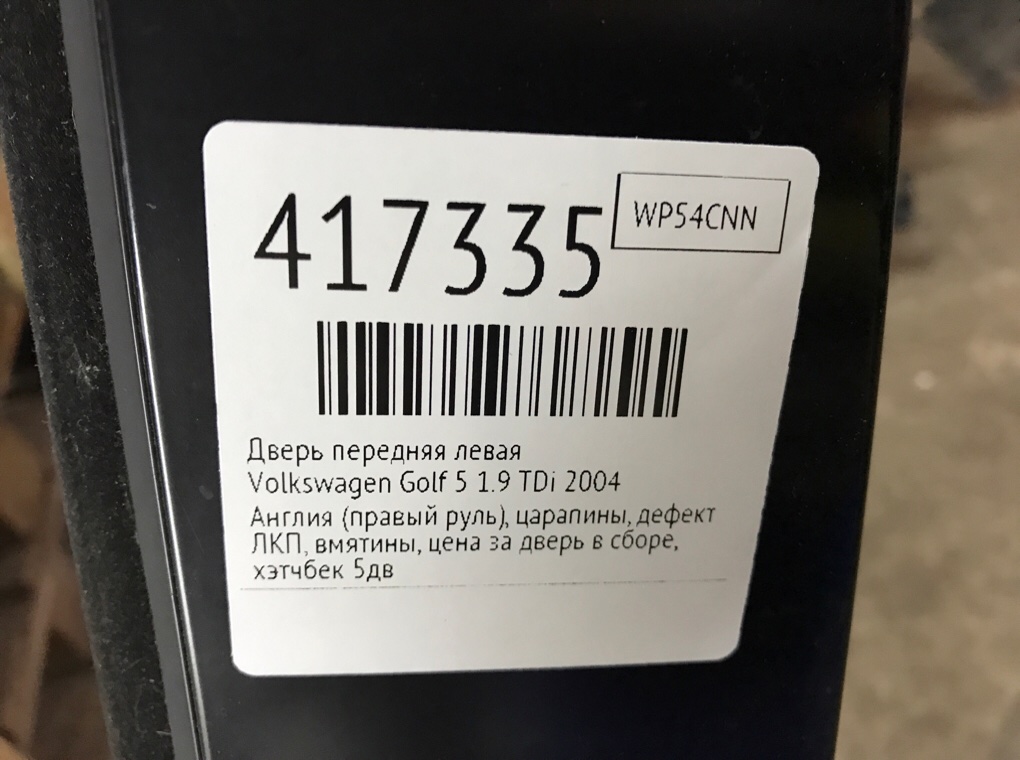 417335
WP54CNN
Дверь передняя левая
Volkswagen Golf 5 1.9 TDi 2004
Англия (правый руль), царапины, дефект
ЛКП, вмятины, цена за дверь в сборе,
хэтчбек 5дв